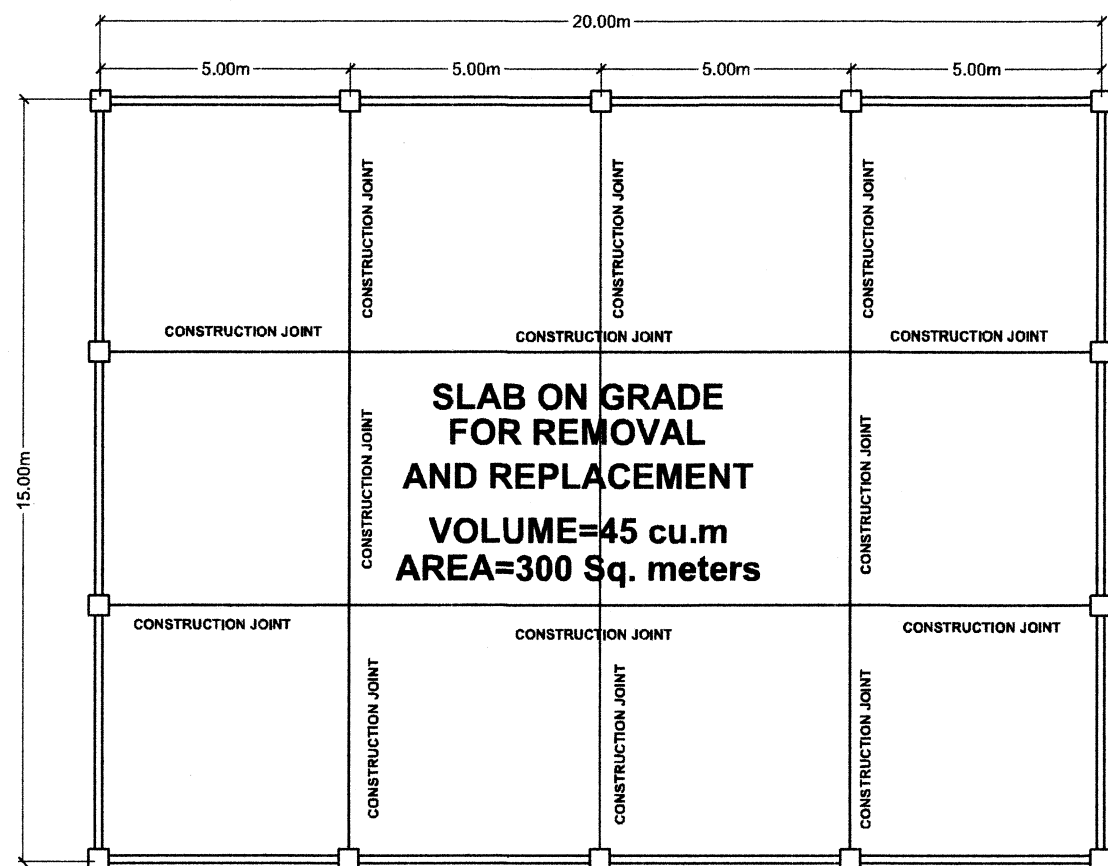 20.00m
5.00m
5.00m
5.00m
5.00m
15.00m
CONSTRUCTION JOINT
CONSTRUCTION JOINT
CONSTRUCTION JOINT
CONSTRUCTION JOINT
CONSTRUCTION JOINT
CONSTRUCTION JOINT
SLAB ON GRADE
FOR REMOVAL
AND REPLACEMENT
VOLUME=45 cu.m
AREA=300 Sq. meters
CONSTRUCTION JOINT
CONSTRUCTION JOINT
CONSTRUCTION JOINT
CONSTRUCTION JOINT
CONSTRUCTION JOINT
CONSTRUCTION JOINT
CONSTRUCTION JOINT
CONSTRUCTION JOINT